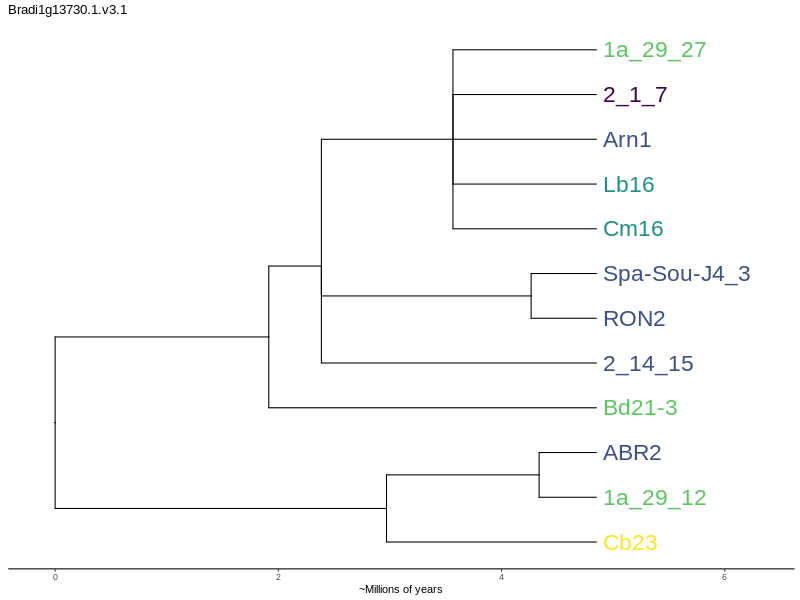 Bradi1g13730.1.v3.1
1a_29_27
2_1_7
Arn1
Lb16
Cm16
Spa-Sou-J4_3
RON2
2_14_15
Bd21-3
ABR2
1a_29_12
Cb23
0 2 4 6
~Millions of years